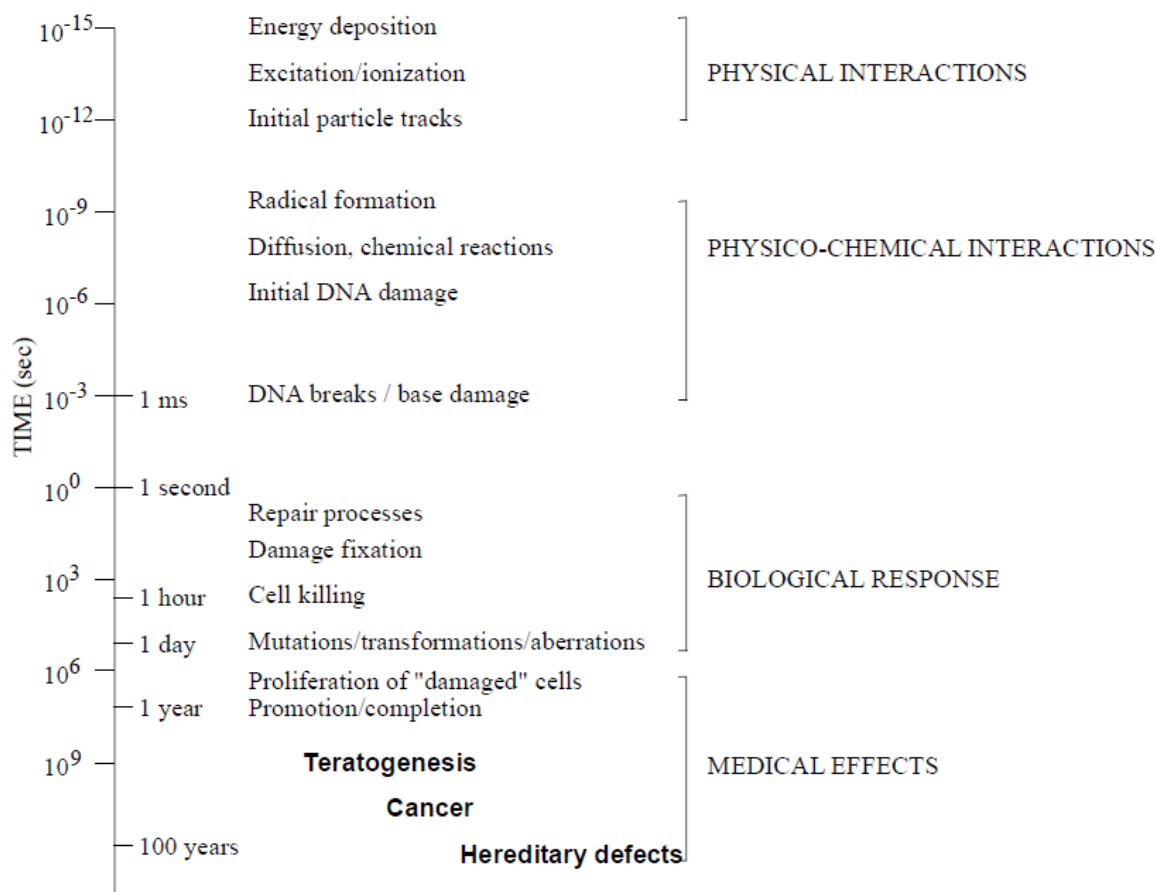 10^-15 Energy deposition
Excitation/ionization PHYSICAL INTERACTIONS
10^-12 Initial particle tracks
10^-9 Radical formation
Diffusion, chemical reactions PHYSICO-CHEMICAL INTERACTIONS
10^-6 Initial DNA damage
TIME (sec)
10^-3 1 ms DNA breaks / base damage
10^0 1 second
Repair processes
Damage fixation
10^3 BIOLOGICAL RESPONSE
1 hour Cell killing
1 day Mutations/transformations/aberrations
10^6 Proliferation of "damaged" cells
1 year Promotion/completion
10^9 Teratogenesis MEDICAL EFFECTS
Cancer
100 years Hereditary defects